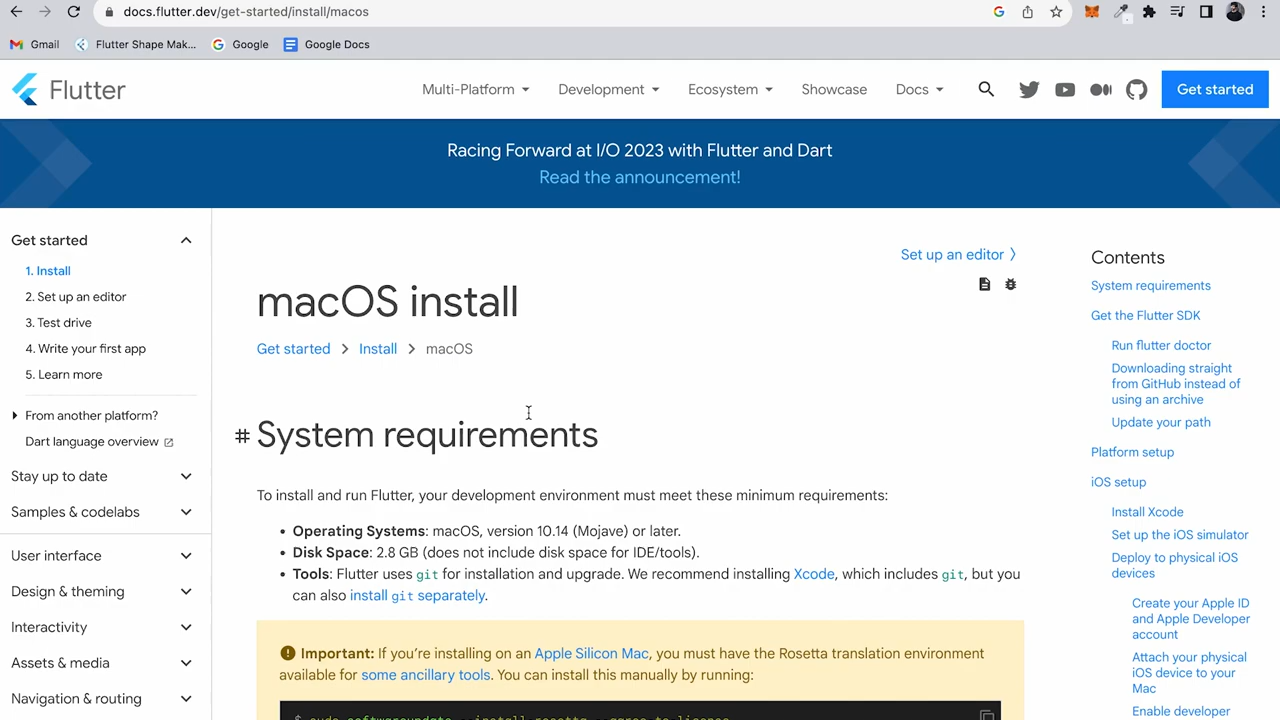 docs.flutter.dev/get-started/install/macos
Gmail
Flutter Shape Mak...
Google
Google Docs
Flutter
Multi-Platform
Development
Ecosystem
Showcase
Docs
Get started
Racing Forward at I/O 2023 with Flutter and Dart
Read the announcement!
Get started
1. Install
2. Set up an editor
3. Test drive
4. Write your first app
5. Learn more
From another platform?
Dart language overview
Stay up to date
Samples & codelabs
User interface
Design & theming
Interactivity
Assets & media
Navigation & routing
Set up an editor 〉
macOS install
Get started > Install > macOS
# System requirements
To install and run Flutter, your development environment must meet these minimum requirements:
• Operating Systems: macOS, version 10.14 (Mojave) or later.
• Disk Space: 2.8 GB (does not include disk space for IDE/tools).
• Tools: Flutter uses git for installation and upgrade. We recommend installing Xcode, which includes git, but you
can also install git separately.
Important: If you're installing on an Apple Silicon Mac, you must have the Rosetta translation environment
available for some ancillary tools. You can install this manually by running:
$ sudo softwareupdate --install-rosetta --agree-to-license
Contents
System requirements
Get the Flutter SDK
Run flutter doctor
Downloading straight
from GitHub instead of
using an archive
Update your path
Platform setup
iOS setup
Install Xcode
Set up the iOS simulator
Deploy to physical iOS
devices
Create your Apple ID
and Apple Developer
account
Attach your physical
iOS device to your
Mac
Enable developer